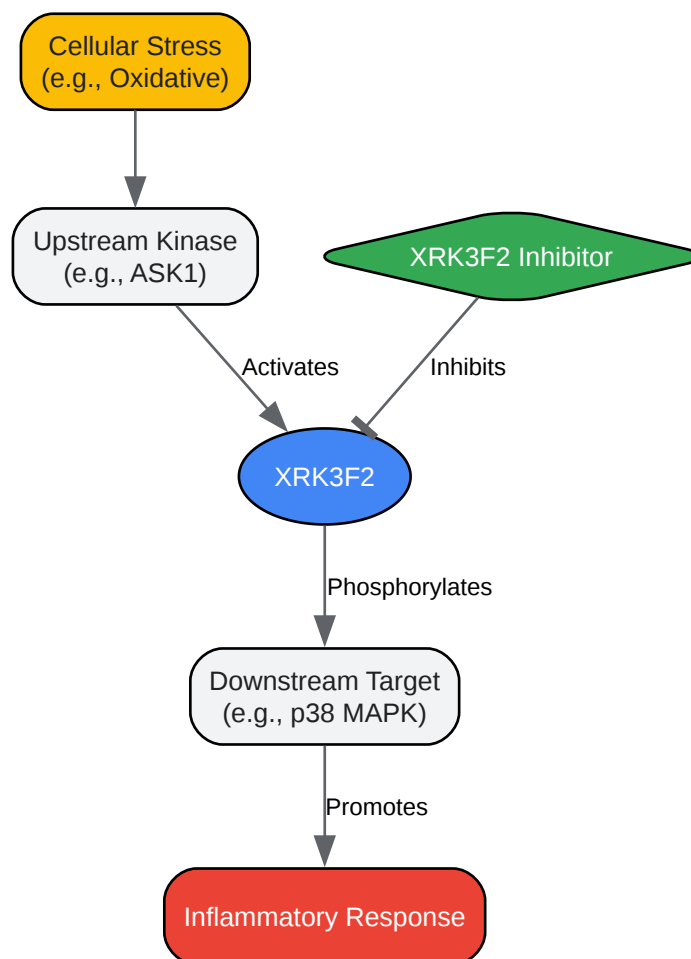 Cellular Stress
(e.g., Oxidative)
Upstream Kinase
(e.g., ASK1)
XRK3F2 Inhibitor
Activates
Inhibits
XRK3F2
Phosphorylates
Downstream Target
(e.g., p38 MAPK)
Promotes
Inflammatory Response